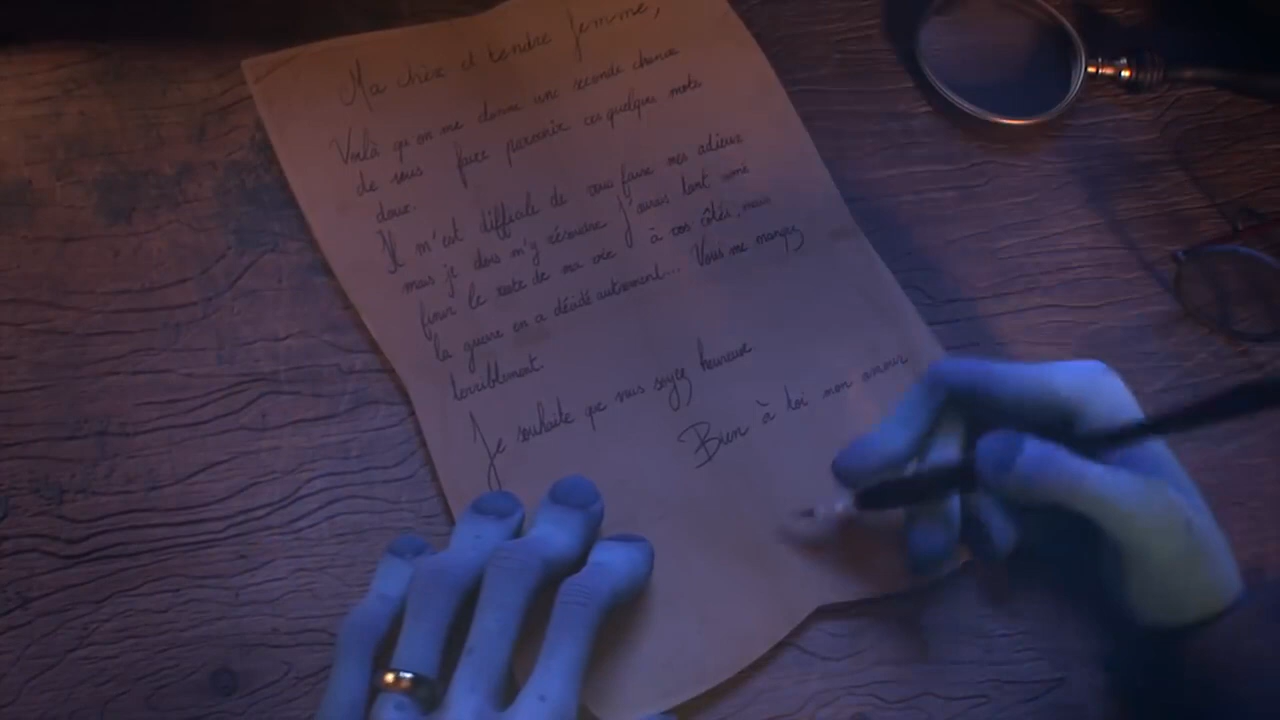 Ma chère et tendre femme,
Voilà qu'on me donne une seconde chance
de vous faire parvenir ces quelques mots
doux.
Il m'est difficile de vous faire mes adieux
mais je dois m'y résoudre J'aurais tant aimé
finir le reste de ma vie à vos côtés, mais
la guerre en a décidé autrement... Vous me manquez
terriblement.
Je souhaite que vous soyez heureuse
Bien à toi mon amour